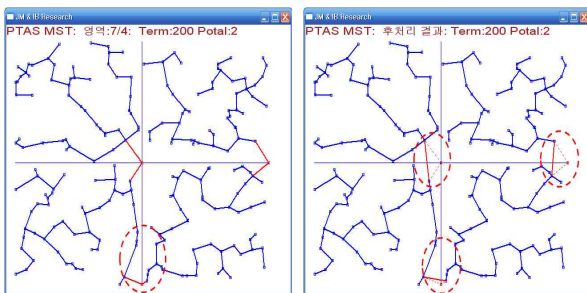 JM & IB Research
PTAS MST: 영역:7/4: Term:200 Potal:2
JM & IB Research
PTAS MST: 후처리 결과: Term:200 Potal:2